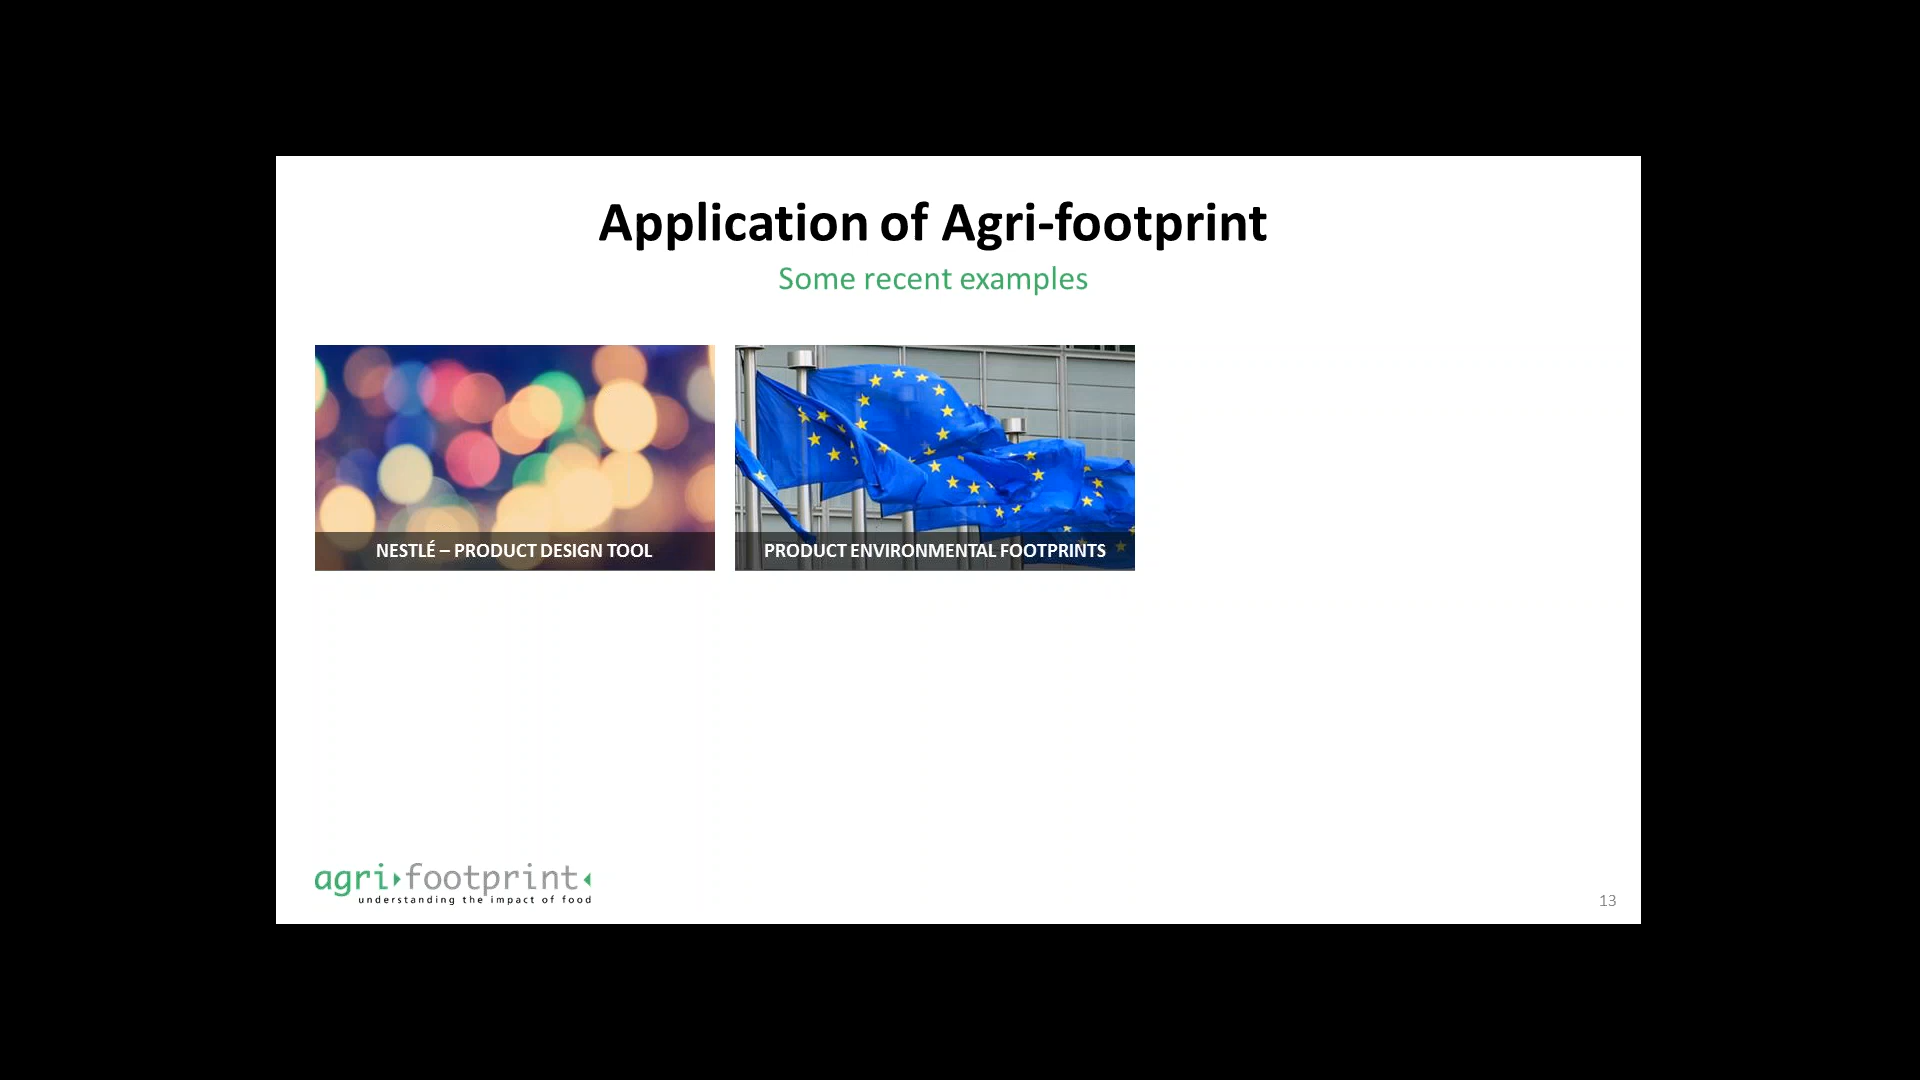 Application of Agri-footprint
Some recent examples
NESTLÉ – PRODUCT DESIGN TOOL
PRODUCT ENVIRONMENTAL FOOTPRINTS
agri footprint
understanding the impact of food
13